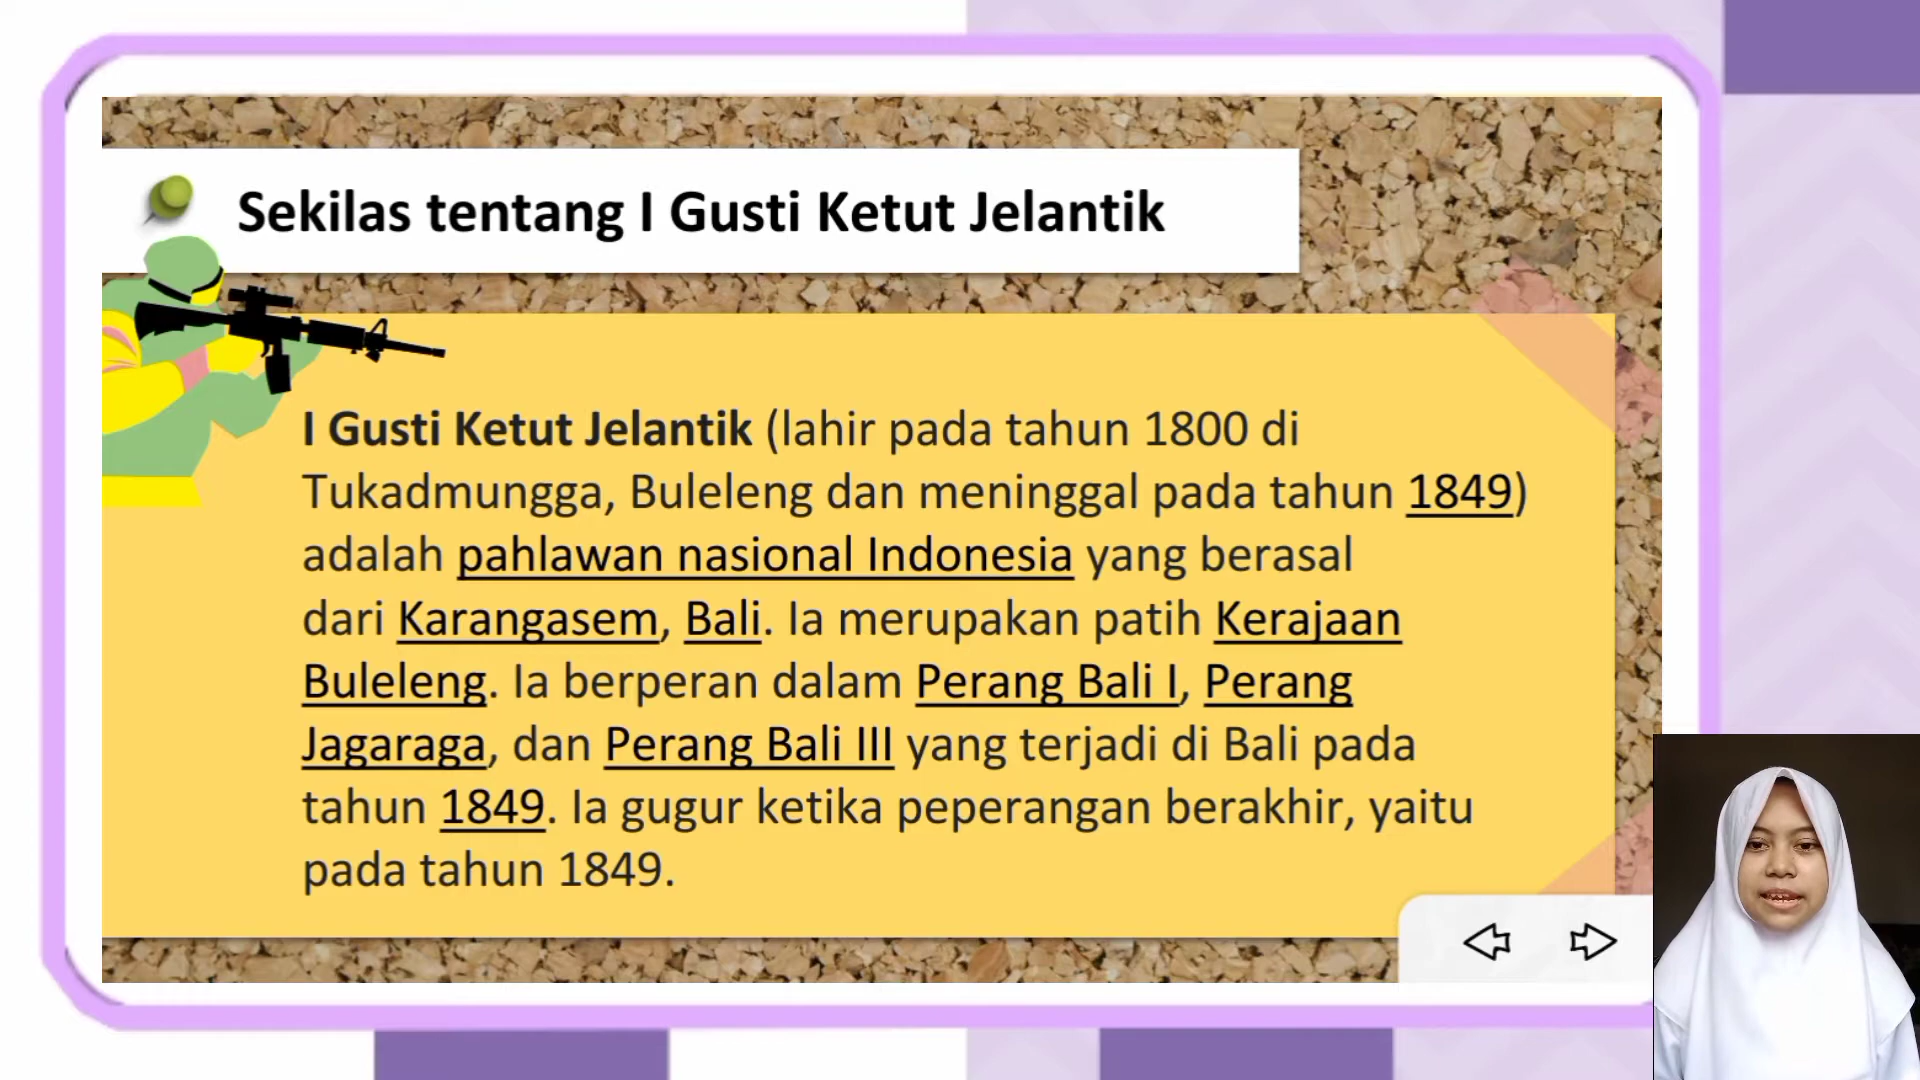 Sekilas tentang I Gusti Ketut Jelantik
I Gusti Ketut Jelantik (lahir pada tahun 1800 di
Tukadmungga, Buleleng dan meninggal pada tahun 1849)
adalah pahlawan nasional Indonesia yang berasal
dari Karangasem, Bali. Ia merupakan patih Kerajaan
Buleleng. Ia berperan dalam Perang Bali I, Perang
Jagaraga, dan Perang Bali III yang terjadi di Bali pada
tahun 1849. Ia gugur ketika peperangan berakhir, yaitu
pada tahun 1849.